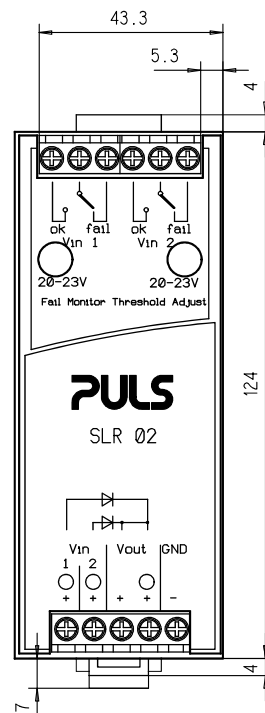 43.3
5.3
4
ok fail ok fail
Vin 1 Vin 2
20-23V 20-23V
Fail Monitor Threshold Adjust
124
PULS
SLR 02
Vin Vout GND
1 2
+ + + + -
4
7